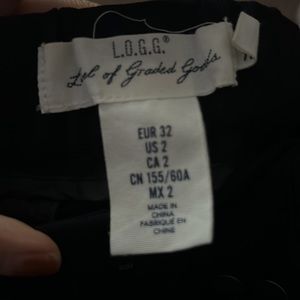 L.O.G.G.®
of Graded Goods
EUR 32
US 2
CA 2
CN 155/60A
MX 2
MADE IN
CHINA
FABRIQUÉ EN
CHINE